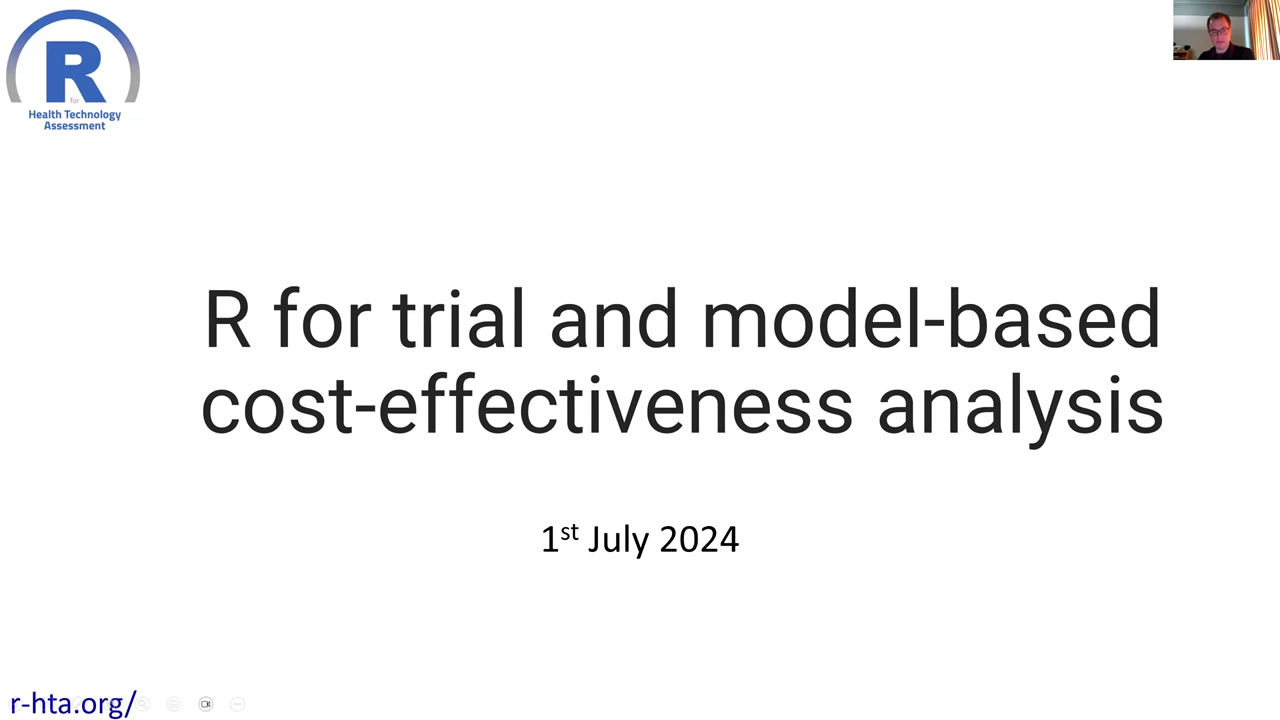 R
for
Health Technology
Assessment
R for trial and model-based
cost-effectiveness analysis
1st July 2024
r-hta.org/